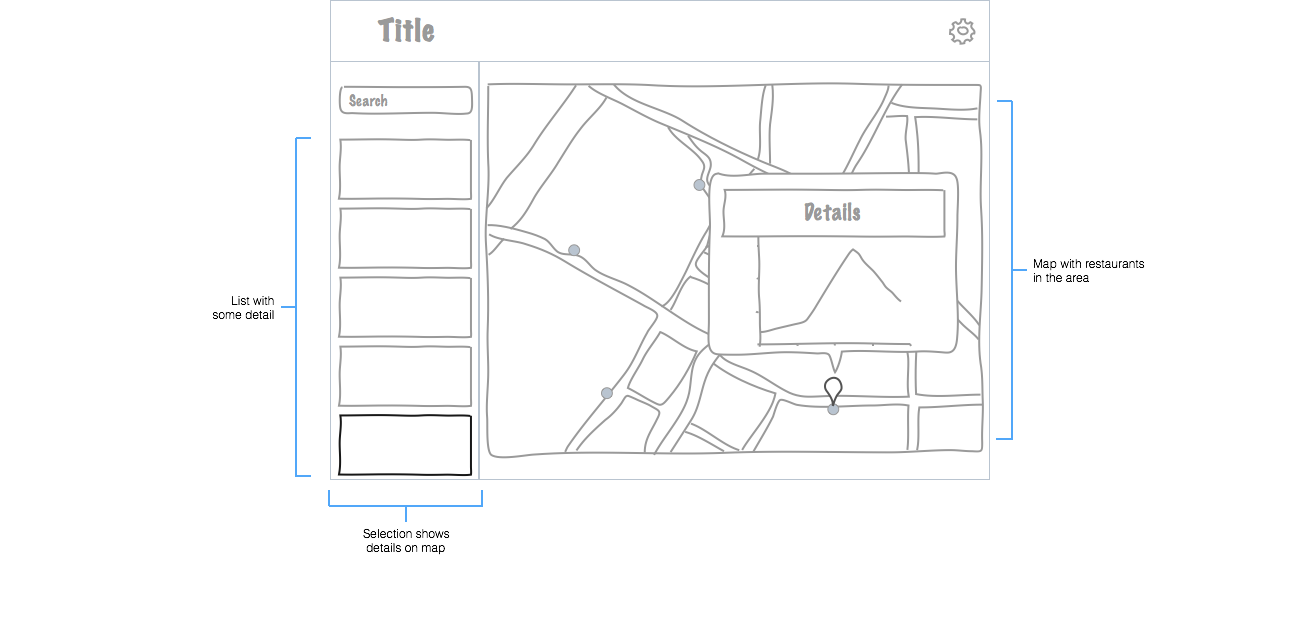 Title
Search
Details
List with
some detail
Map with restaurants
in the area
Selection shows
details on map